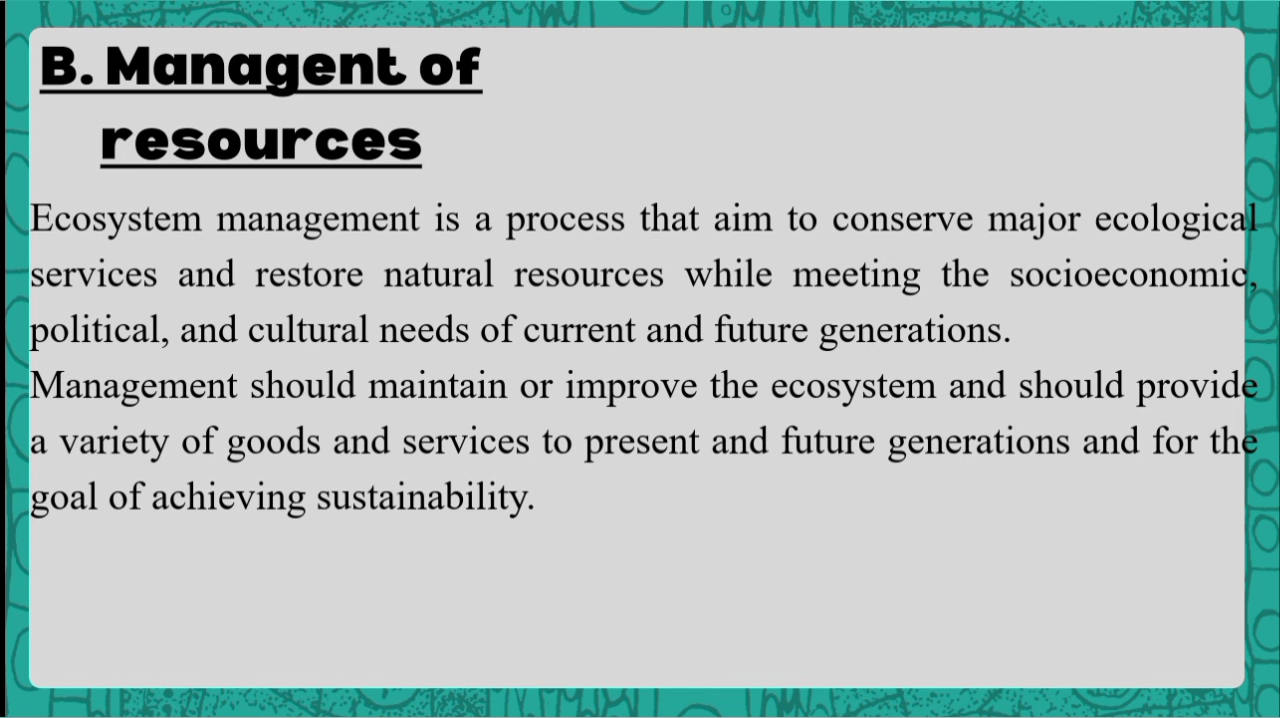 B. Managent of
resources
Ecosystem management is a process that aim to conserve major ecological
services and restore natural resources while meeting the socioeconomic,
political, and cultural needs of current and future generations.
Management should maintain or improve the ecosystem and should provide
a variety of goods and services to present and future generations and for the
goal of achieving sustainability.